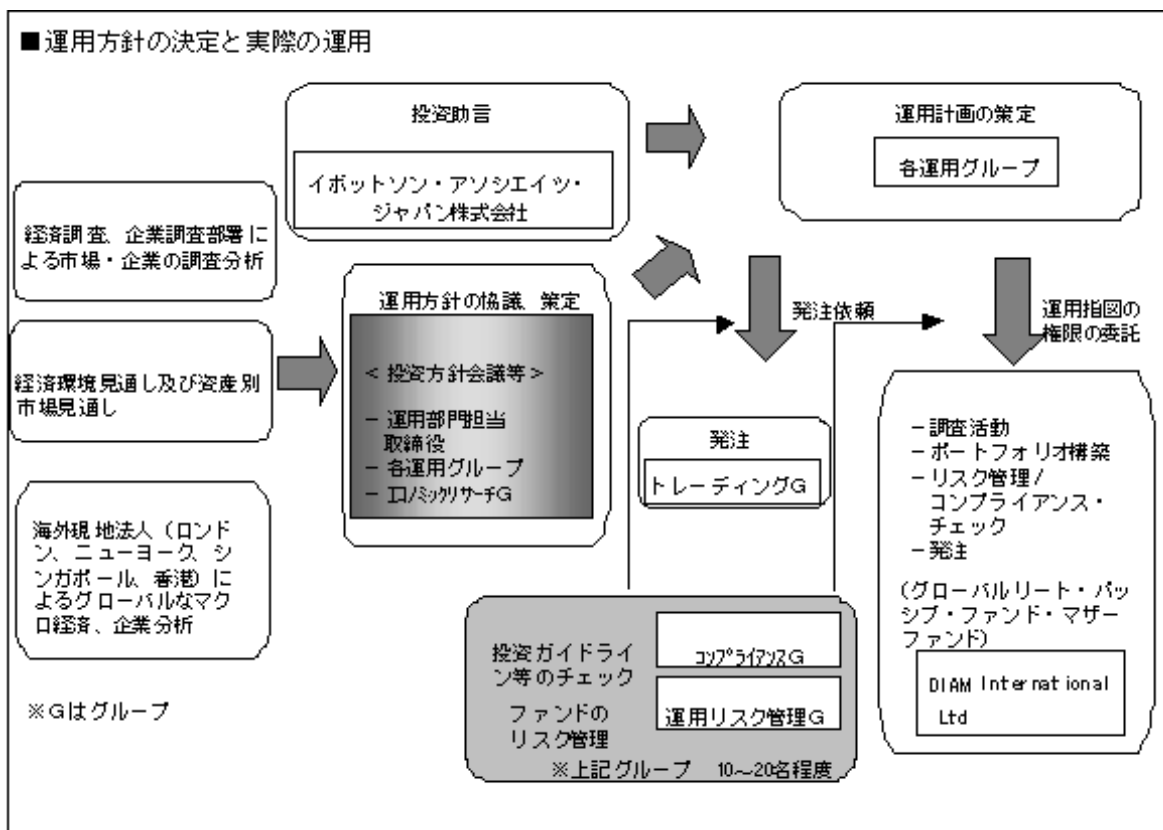 ■運用方針の決定と実際の運用
投資助言
イボットソン・アソシエイツ・
ジャパン株式会社
運用計画の策定
各運用グループ
経済調査、企業調査部署に
よる市場・企業の調査分析
経済環境見通し及び資産別
市場見通し
海外現地法人（ロンド
ン、ニューヨーク、シ
ンガポール、香港）に
よるグローバルなマク
ロ経済、企業分析
※Gはグループ
運用方針の協議、策定
＜投資方針会議等＞
－運用部門担当
取締役
－各運用グループ
－ｴｺﾉﾐｯｸﾘｻｰﾁG
発注依頼
発注
トレーディングG
運用指図の
権限の委託
－調査活動
－ポートフォリオ構築
－リスク管理/
コンプライアンス・
チェック
－発注
（グローバルリート・パッ
シブ・ファンド・マザー
ファンド）
DIAM International
Ltd
投資ガイドライ
ン等のチェック
ｺﾝﾌﾟﾗｲｱﾝｽG
ファンドの
リスク管理
運用リスク管理G
※上記グループ　10～20名程度